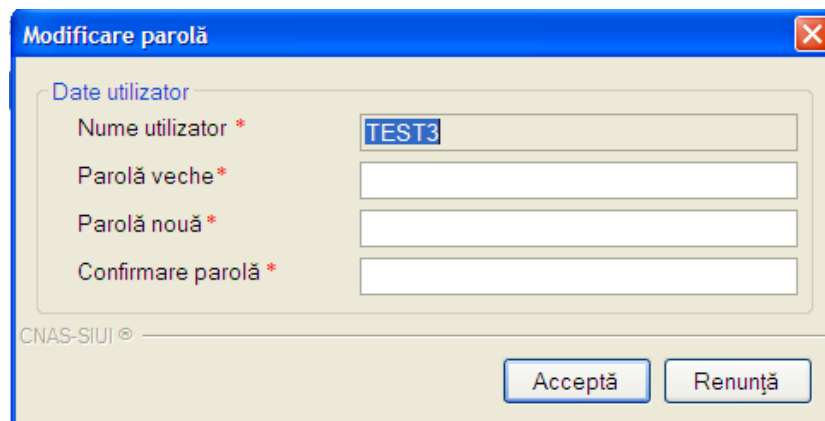 Modificare parolă
Date utilizator
Nume utilizator * TEST3
Parolă veche*
Parolă nouă*
Confirmare parolă *
CNAS-SIUI ®
Acceptă Renunţă